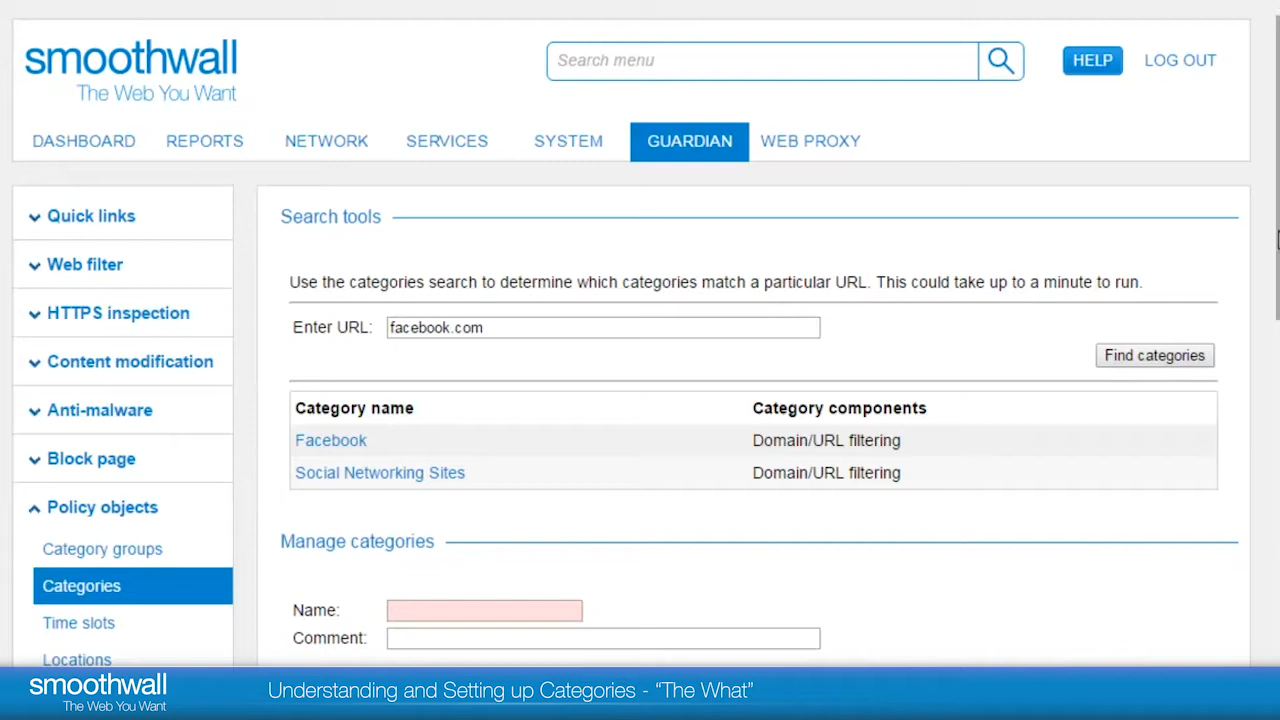 smoothwall
The Web You Want
Search menu
HELP
LOG OUT
DASHBOARD REPORTS NETWORK SERVICES SYSTEM GUARDIAN WEB PROXY
Quick links
Web filter
HTTPS inspection
Content modification
Anti-malware
Block page
Policy objects
Category groups
Categories
Time slots
Locations
Search tools
Use the categories search to determine which categories match a particular URL. This could take up to a minute to run.
Enter URL: facebook.com
Find categories
Category name Category components
Facebook Domain/URL filtering
Social Networking Sites Domain/URL filtering
Manage categories
Name:
Comment:
smoothwall
The Web You Want
Understanding and Setting up Categories - “The What”